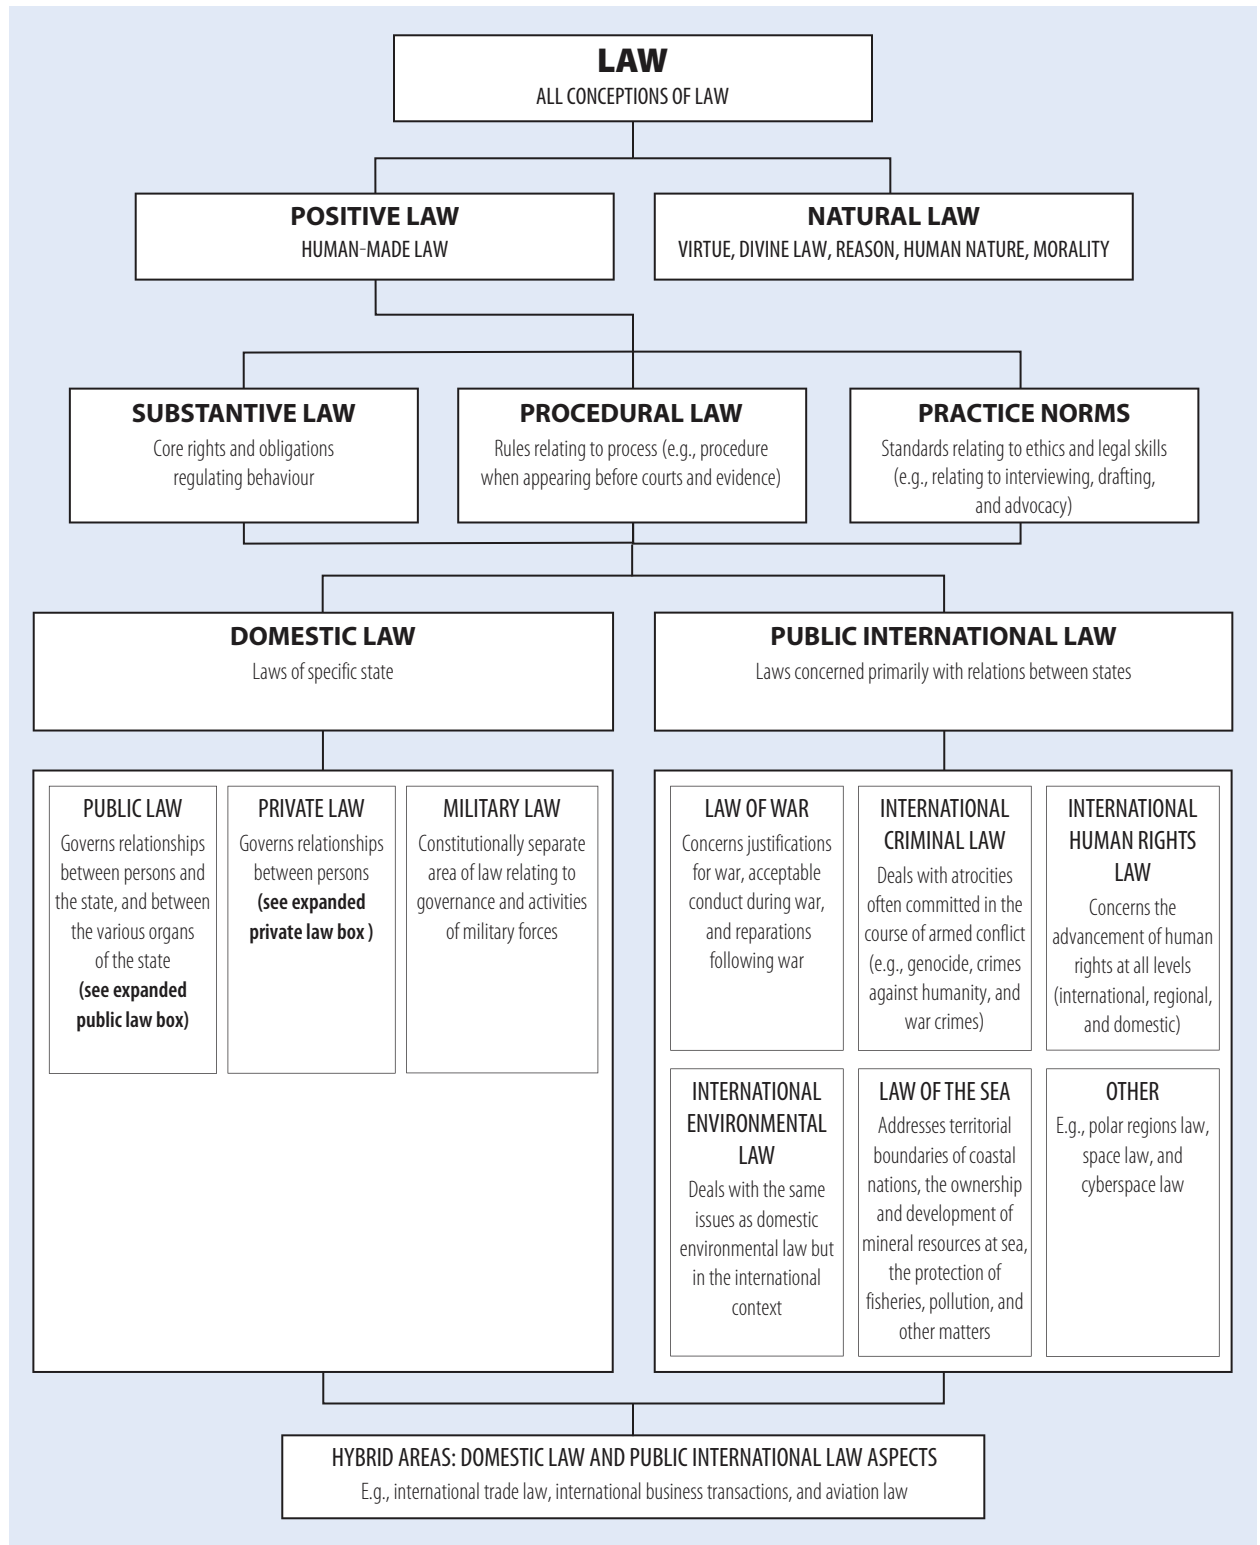 LAW
ALL CONCEPTIONS OF LAW
POSITIVE LAW
HUMAN-MADE LAW
NATURAL LAW
VIRTUE, DIVINE LAW, REASON, HUMAN NATURE, MORALITY
SUBSTANTIVE LAW
Core rights and obligations
regulating behaviour
PROCEDURAL LAW
Rules relating to process (e.g., procedure
when appearing before courts and evidence)
PRACTICE NORMS
Standards relating to ethics and legal skills
(e.g., relating to interviewing, drafting,
and advocacy)
DOMESTIC LAW
Laws of specific state
PUBLIC INTERNATIONAL LAW
Laws concerned primarily with relations between states
PUBLIC LAW
Governs relationships
between persons and
the state, and between
the various organs
of the state
(see expanded
public law box)
PRIVATE LAW
Governs relationships
between persons
(see expanded
private law box )
MILITARY LAW
Constitutionally separate
area of law relating to
governance and activities
of military forces
LAW OF WAR
Concerns justifications
for war, acceptable
conduct during war,
and reparations
following war
INTERNATIONAL
CRIMINAL LAW
Deals with atrocities
often committed in the
course of armed conflict
(e.g., genocide, crimes
against humanity, and
war crimes)
INTERNATIONAL
HUMAN RIGHTS
LAW
Concerns the
advancement of human
rights at all levels
(international, regional,
and domestic)
INTERNATIONAL
ENVIRONMENTAL
LAW
Deals with the same
issues as domestic
environmental law but
in the international
context
LAW OF THE SEA
Addresses territorial
boundaries of coastal
nations, the ownership
and development of
mineral resources at sea,
the protection of
fisheries, pollution, and
other matters
OTHER
E.g., polar regions law,
space law, and
cyberspace law
HYBRID AREAS: DOMESTIC LAW AND PUBLIC INTERNATIONAL LAW ASPECTS
E.g., international trade law, international business transactions, and aviation law